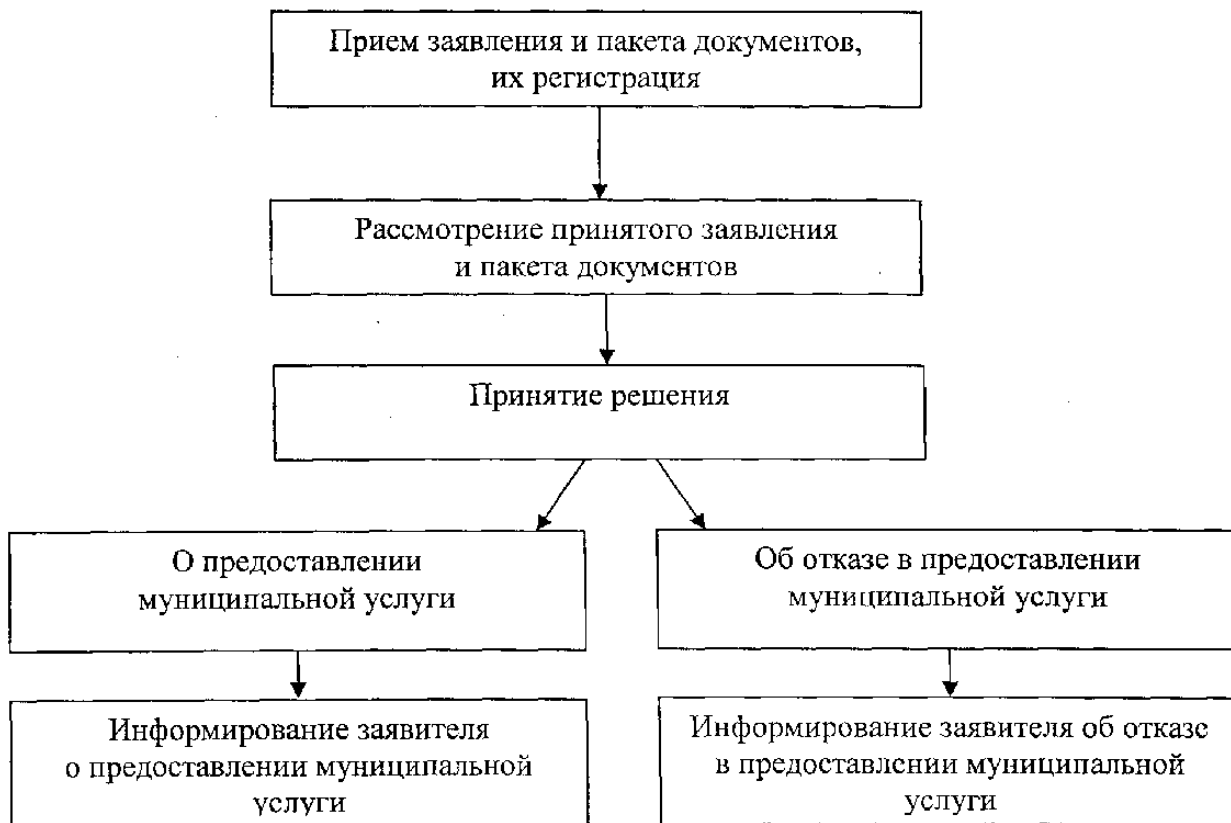 Прием заявления и пакета документов,
их регистрация
Рассмотрение принятого заявления
и пакета документов
Принятие решения
О предоставлении
муниципальной услуги
Об отказе в предоставлении
муниципальной услуги
Информирование заявителя
о предоставлении муниципальной
услуги
Информирование заявителя об отказе
в предоставлении муниципальной
услуги